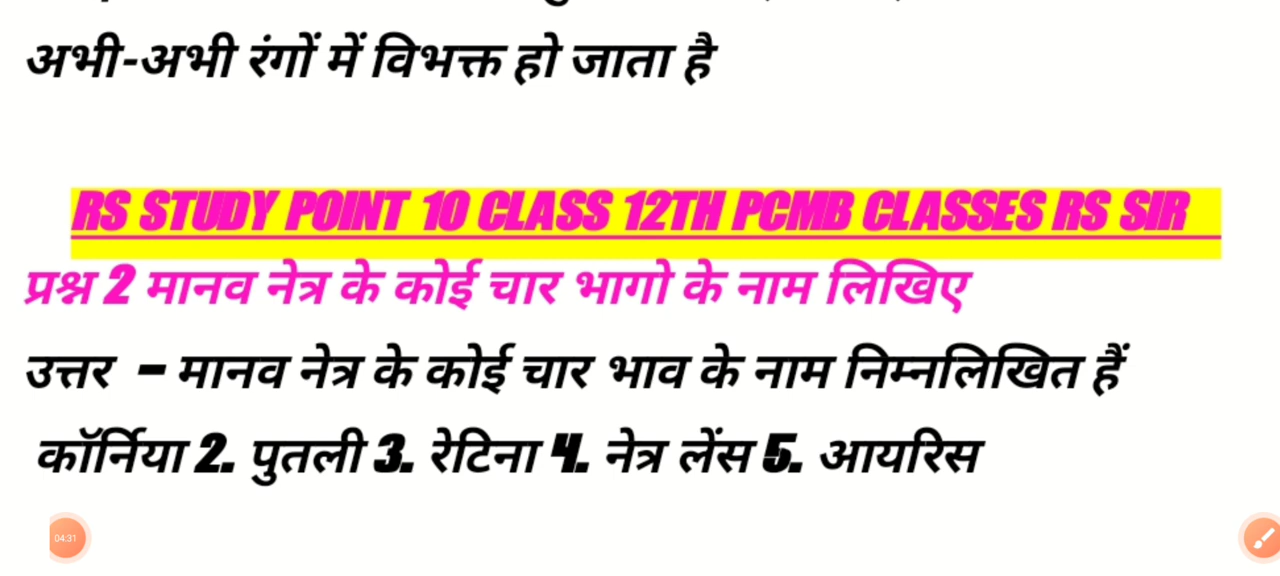 अभी-अभी रंगों में विभक्त हो जाता है
RS STUDY POINT 10 CLASS 12TH PCMB CLASSES RS SIR
प्रश्न 2 मानव नेत्र के कोई चार भागो के नाम लिखिए
उत्तर – मानव नेत्र के कोई चार भाव के नाम निम्नलिखित हैं
कॉर्निया 2. पुतली 3. रेटिना 4. नेत्र लेंस 5. आयरिस
04:31